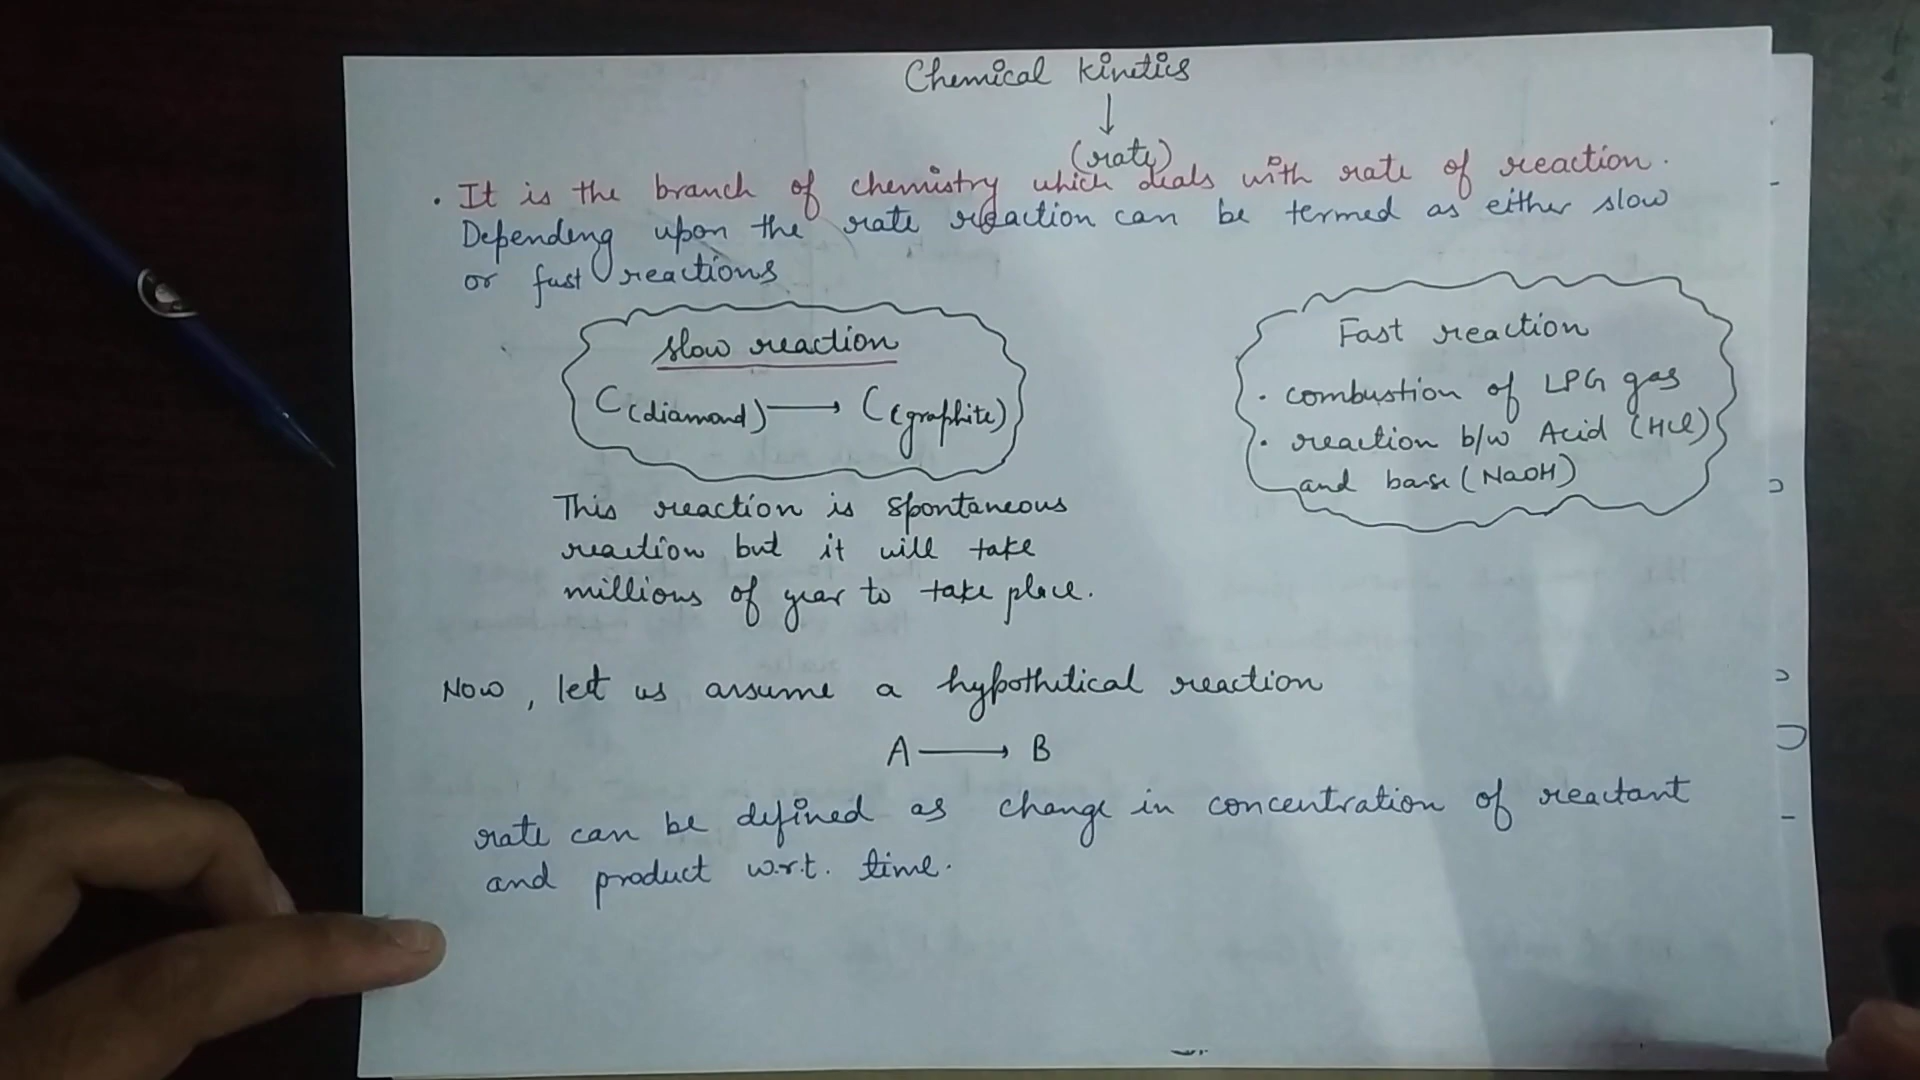 Chemical kinetics
↓
(rate)
• It is the branch of chemistry which deals with rate of reaction.
Depending upon the rate reaction can be termed as either slow
or fast reactions
slow reaction
C(diamond) ⟶ C(graphite)
This reaction is spontaneous
reaction but it will take
millions of year to take place.
Fast reaction
• combustion of LPG gas
• reaction b/w Acid (HCl)
and base (NaOH)
Now, let us assume a hypothitical reaction
A ⟶ B
rate can be defined as change in concentration of reactant
and product w.r.t. time.